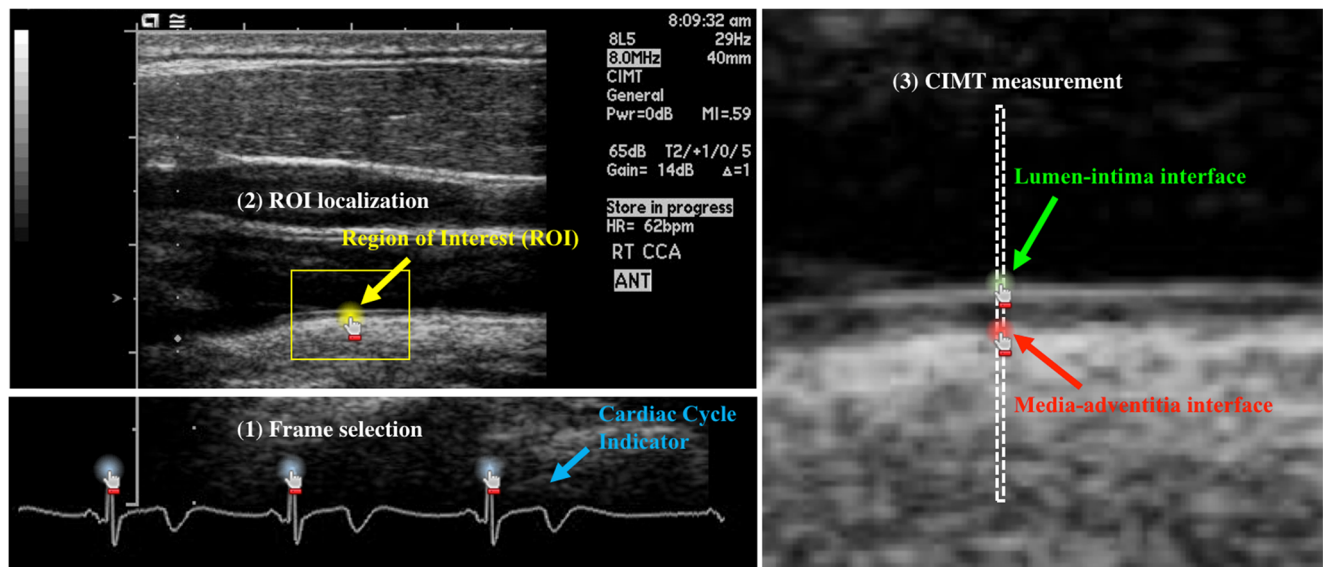 8:09:32 am
8L5 29Hz
8.0MHz 40mm
CIMT
General
Pwr=0dB MI=.59
65dB T2/+1/0/5
Gain= 14dB Δ=1
Store in progress
HR= 62bpm
RT CCA
ANT
(2) ROI localization
Region of Interest (ROI)
(1) Frame selection
Cardiac Cycle
Indicator
(3) CIMT measurement
Lumen-intima interface
Media-adventitia interface